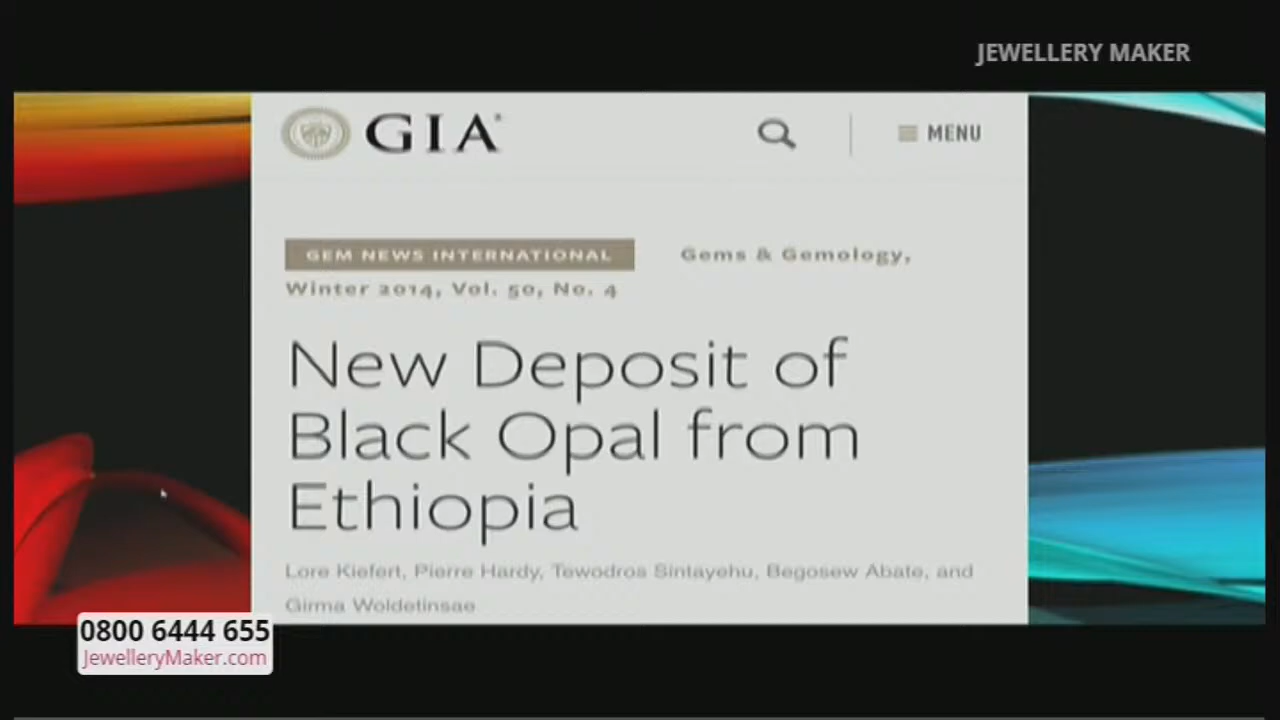 JEWELLERY MAKER
GIA
MENU
GEM NEWS INTERNATIONAL Gems & Gemology,
Winter 2014, Vol. 50, No. 4
New Deposit of
Black Opal from
Ethiopia
Lore Kiefert, Pierre Hardy, Tewodros Sintayehu, Begosew Abate, and
Girma Woldetinsae
0800 6444 655
JewelleryMaker.com